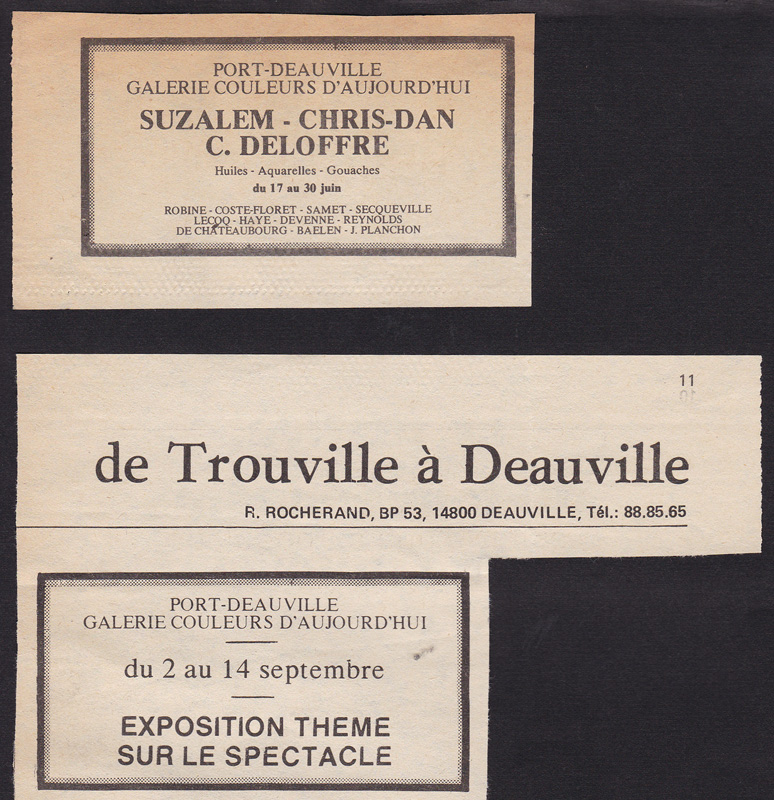 PORT-DEAUVILLE
GALERIE COULEURS D'AUJOURD'HUI
SUZALEM - CHRIS-DAN
C. DELOFFRE
Huiles - Aquarelles - Gouaches
du 17 au 30 juin
ROBINE - COSTE-FLORET - SAMET - SECQUEVILLE
LECOQ - HAYE - DEVENNE - REYNOLDS
DE CHATEAUBOURG - BAELEN - J. PLANCHON
11
de Trouville à Deauville
R. ROCHERAND, BP 53, 14800 DEAUVILLE, Tél.: 88.85.65
PORT-DEAUVILLE
GALERIE COULEURS D'AUJOURD'HUI
du 2 au 14 septembre
EXPOSITION THEME
SUR LE SPECTACLE